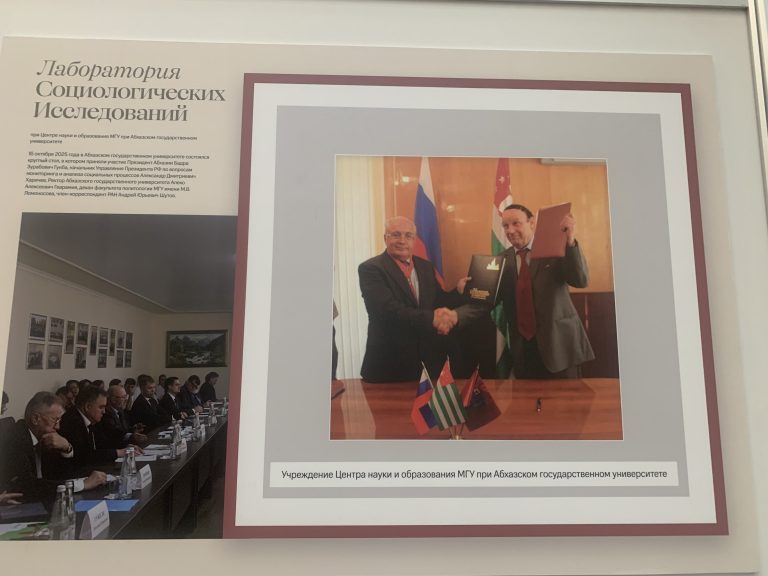 Лаборатория
Социологических
Исследований
при Центре науки и образования МГУ при Абхазском государственном
университете
16 октября 2025 года в Абхазском государственном университете состоялся
круглый стол, в котором приняли участие Президент Абхазии Бадра
Зурабович Гунба, начальник Управления Президента РФ по вопросам
мониторинга и анализа социальных процессов Александр Дмитриевич
Харичев, Ректор Абхазского государственного университета Алеко
Алексеевич Гварамия, декан факультета политологии МГУ имени М.В.
Ломоносова, член-корреспондент РАН Андрей Юрьевич Шутов.
Учреждение Центра науки и образования МГУ при Абхазском государственном университете